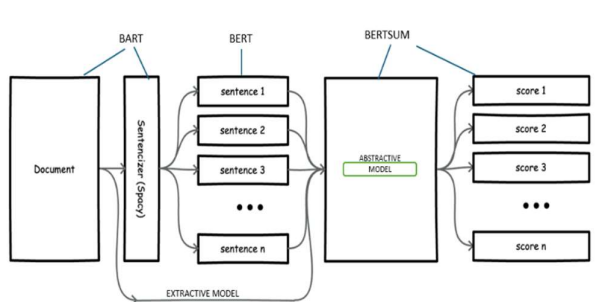 BART
BERT
BERTSUM
Document
Sentencizer (Spacy)
sentence 1
sentence 2
sentence 3
sentence n
ABSTRACTIVE
MODEL
score 1
score 2
score 3
score n
EXTRACTIVE MODEL